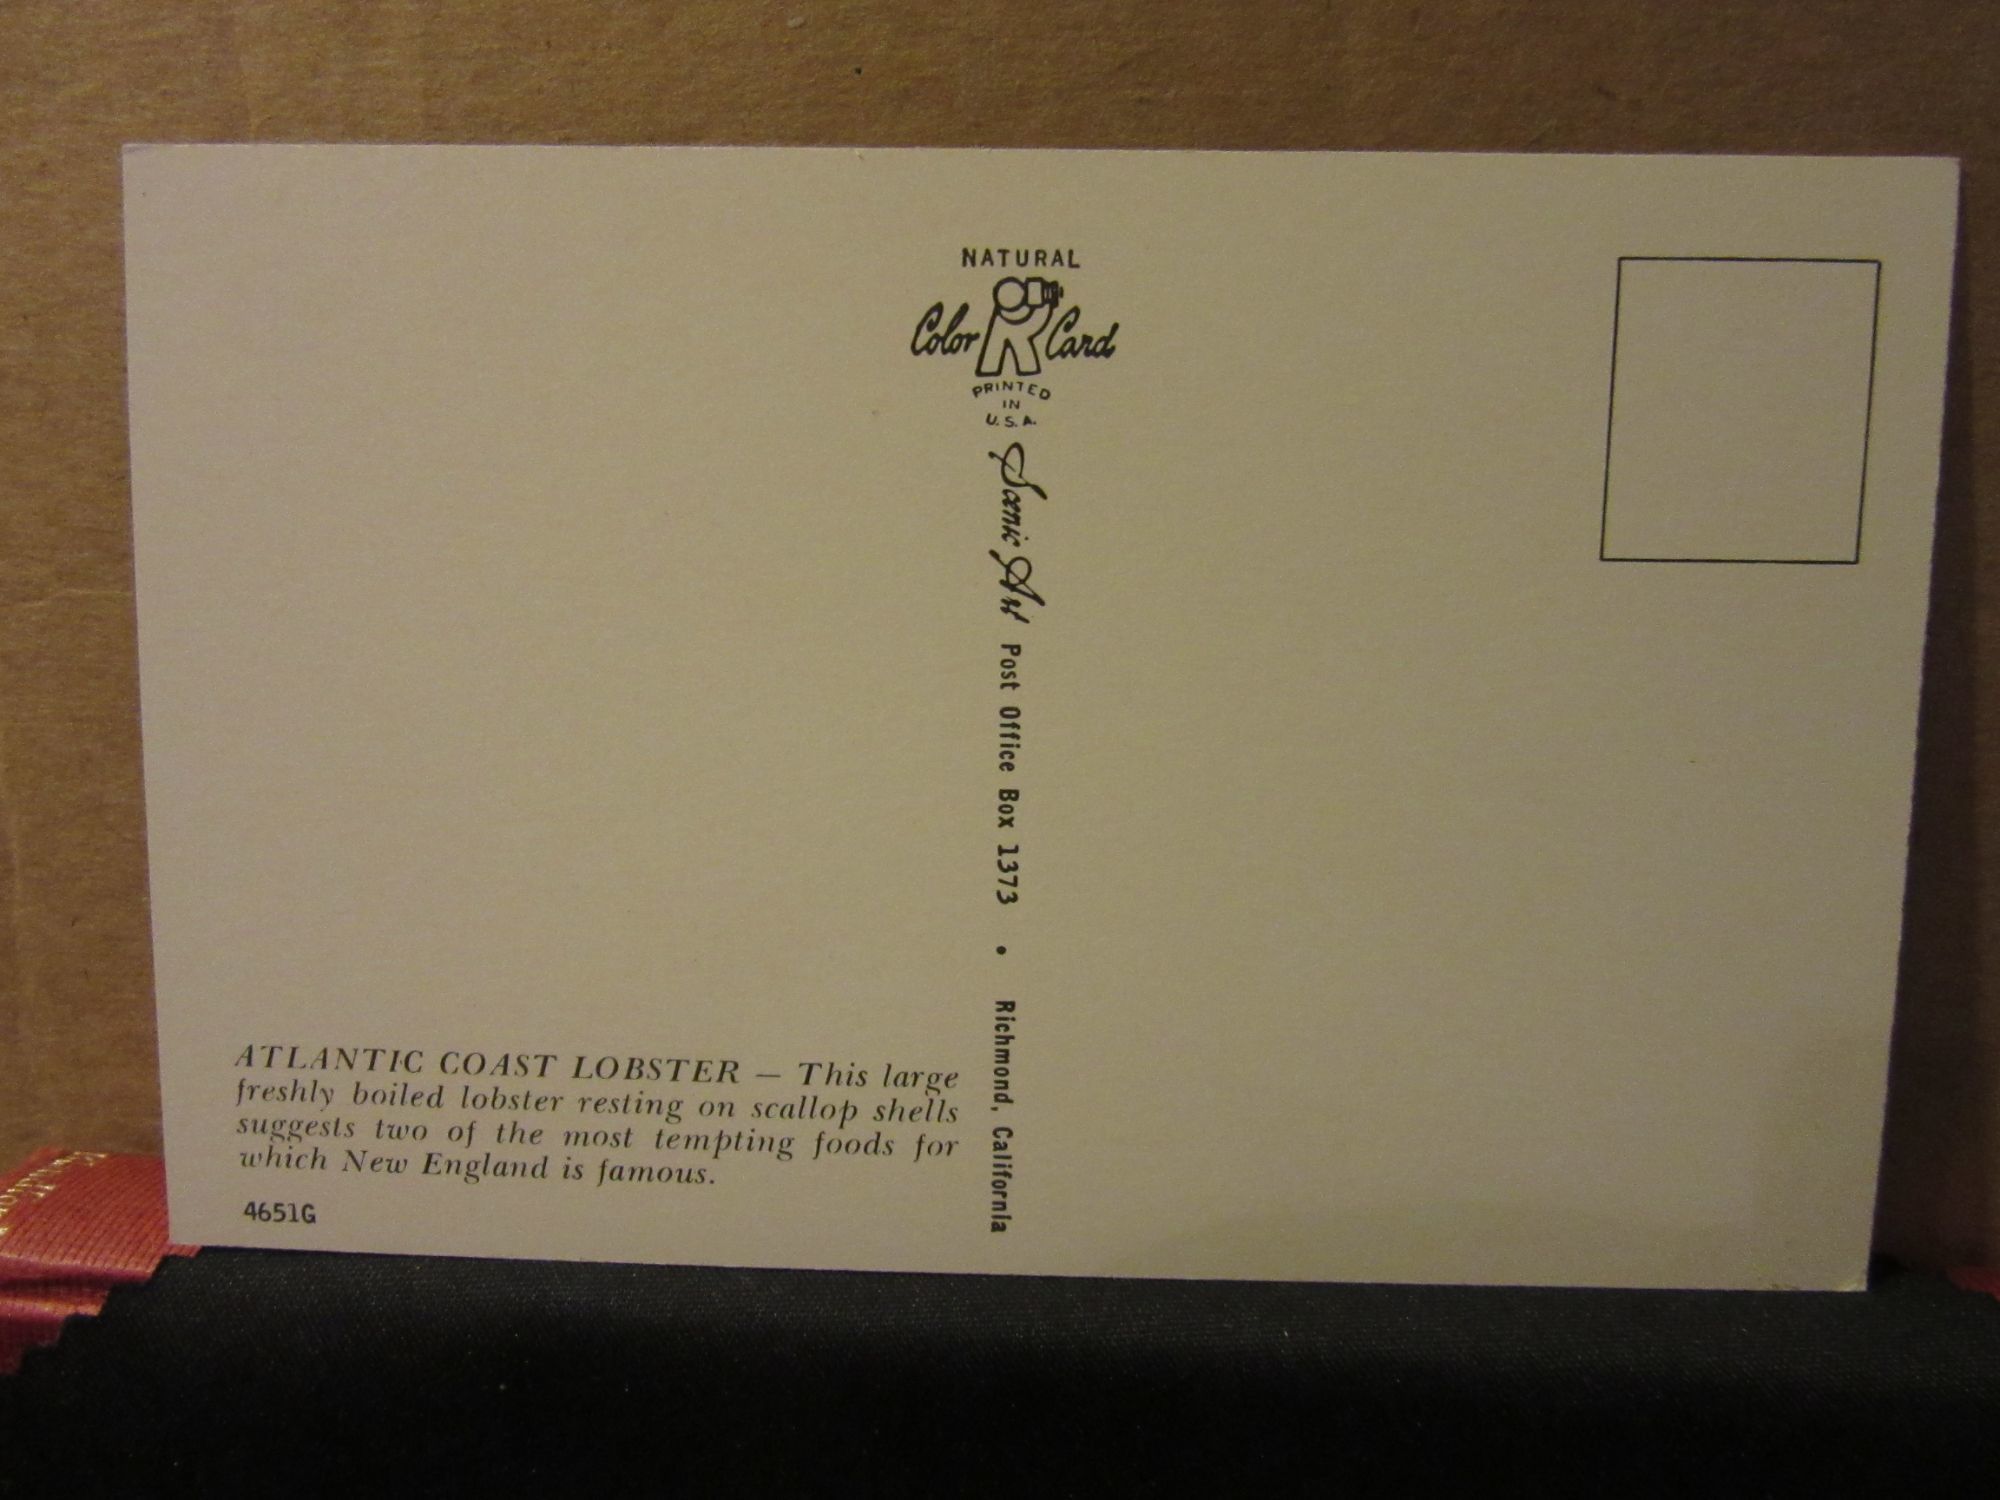 NATURAL
Color R Card
PRINTED
IN
U.S.A.
Scenic Art Post Office Box 1373 • Richmond, California
ATLANTIC COAST LOBSTER — This large
freshly boiled lobster resting on scallop shells
suggests two of the most tempting foods for
which New England is famous.
4651G